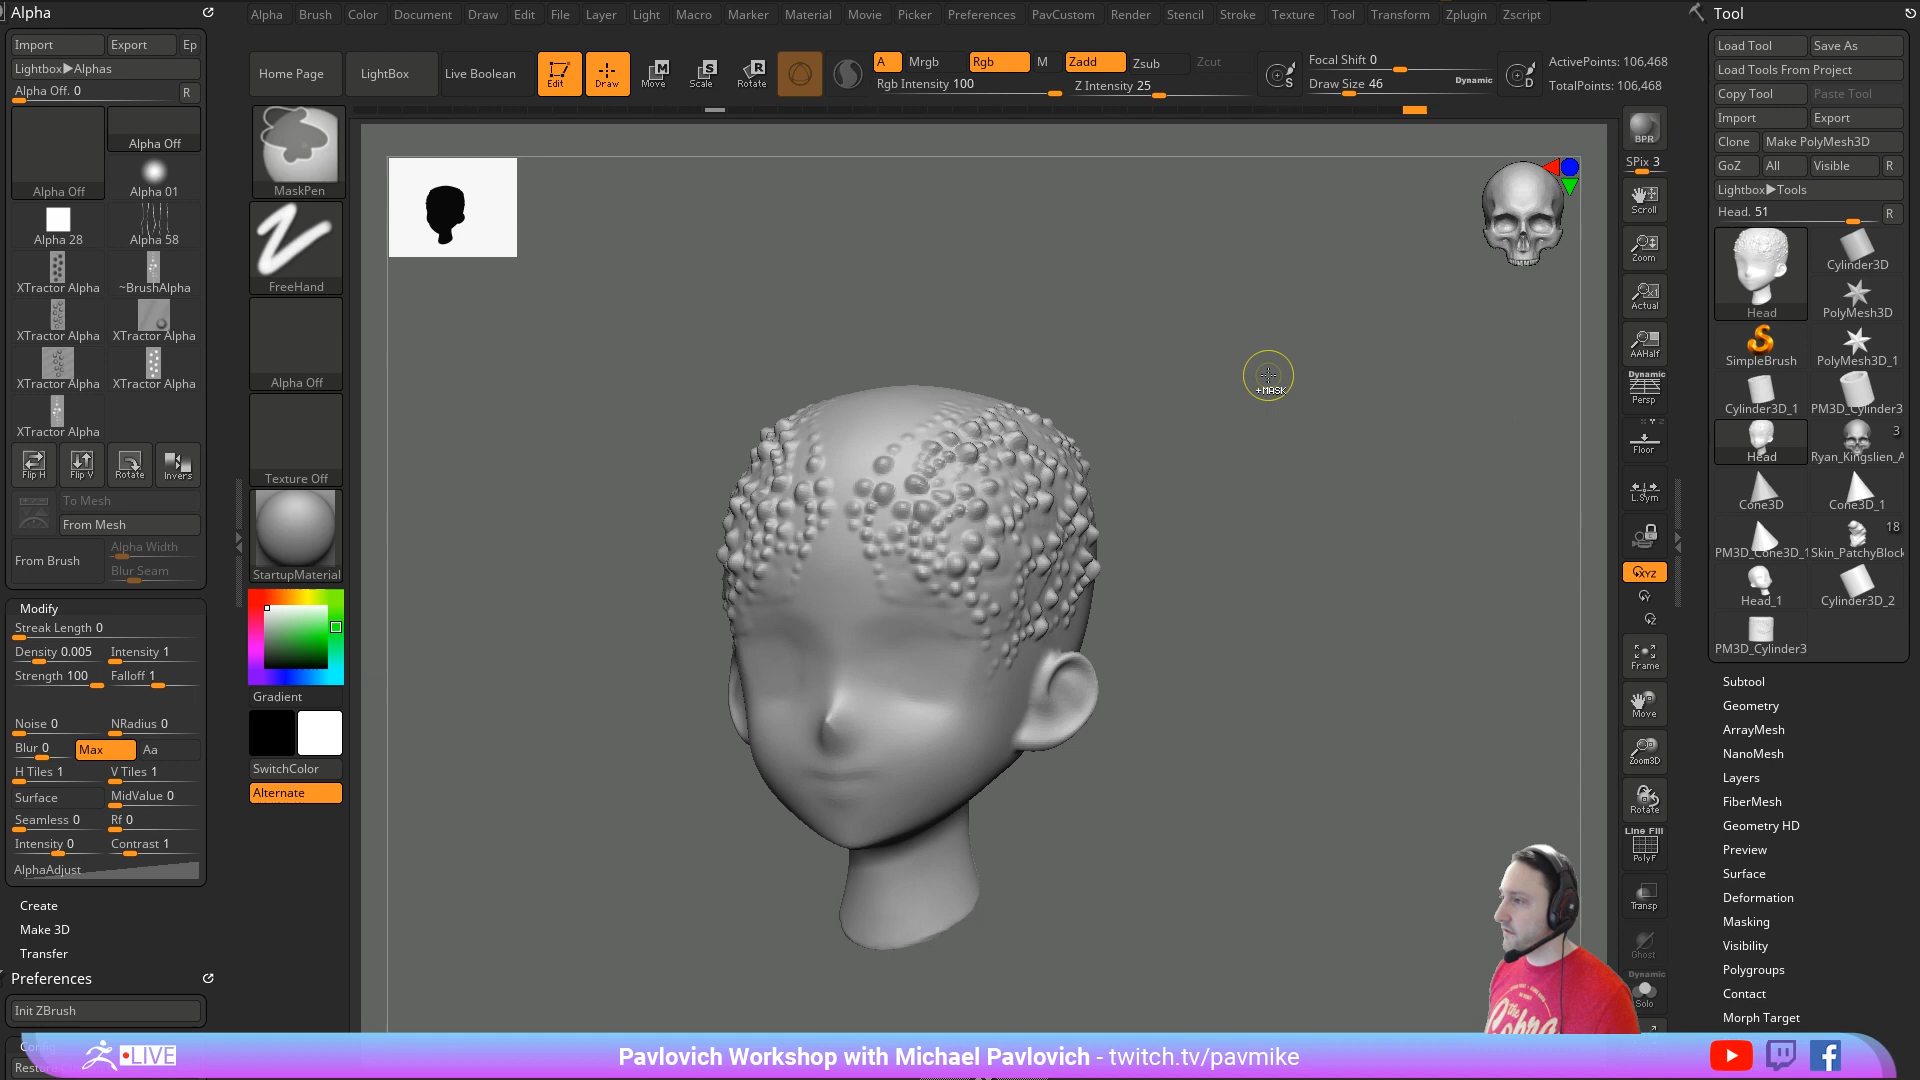 Alpha
Import
Export
Ep
Lightbox▶Alphas
Alpha Off. 0
R
Alpha Off
Alpha Off
Alpha 01
Alpha 28
Alpha 58
XTractor Alpha
~BrushAlpha
XTractor Alpha
XTractor Alpha
XTractor Alpha
XTractor Alpha
XTractor Alpha
Flip H
Flip V
Rotate
Invers
To Mesh
From Mesh
From Brush
Alpha Width
Blur Seam
Modify
Streak Length 0
Density 0.005
Intensity 1
Strength 100
Falloff 1
Noise 0
NRadius 0
Blur 0
Max
Aa
H Tiles 1
V Tiles 1
Surface
MidValue 0
Seamless 0
Rf 0
Intensity 0
Contrast 1
AlphaAdjust
Create
Make 3D
Transfer
Preferences
Init ZBrush
Alpha Brush Color Document Draw Edit File Layer Light Macro Marker Material Movie Picker Preferences PavCustom Render Stencil Stroke Texture Tool Transform Zplugin Zscript
Home Page
LightBox
Live Boolean
Edit
Draw
Move
Scale
Rotate
A
Mrgb
Rgb
M
Zadd
Zsub
Zcut
Rgb Intensity 100
Z Intensity 25
Focal Shift 0
Draw Size 46
Dynamic
ActivePoints: 106,468
TotalPoints: 106,468
MaskPen
FreeHand
Alpha Off
Texture Off
StartupMaterial
Gradient
SwitchColor
Alternate
+MASK
BPR
SPix 3
Scroll
Zoom
Actual
AAHalf
Dynamic
Persp
Floor
L.Sym
XYZ
Frame
Move
Zoom3D
Rotate
Line Fill
PolyF
Transp
Ghost
Dynamic
Solo
Tool
Load Tool
Save As
Load Tools From Project
Copy Tool
Paste Tool
Import
Export
Clone
Make PolyMesh3D
GoZ
All
Visible
R
Lightbox▶Tools
Head. 51
R
Head
Cylinder3D
PolyMesh3D
SimpleBrush
PolyMesh3D_1
Cylinder3D_1
PM3D_Cylinder3
Head
3
Ryan_Kingslien_A
Cone3D
Cone3D_1
PM3D_Cone3D_1
18
Skin_PatchyBlock
Head_1
Cylinder3D_2
PM3D_Cylinder3
Subtool
Geometry
ArrayMesh
NanoMesh
Layers
FiberMesh
Geometry HD
Preview
Surface
Deformation
Masking
Visibility
Polygroups
Contact
Morph Target
LIVE
Pavlovich Workshop with Michael Pavlovich - twitch.tv/pavmike